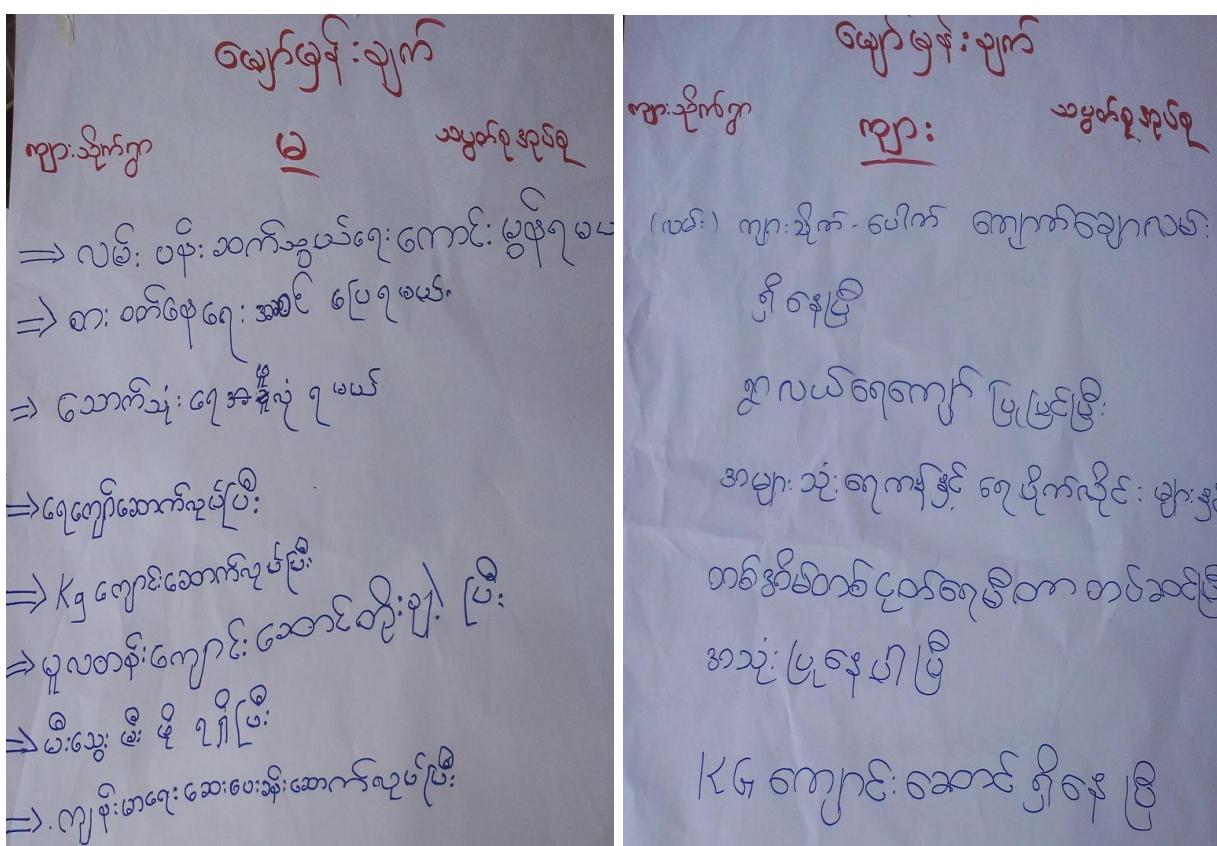 မျှော်မှန်းချက်
ကျားသိုက်ရွာ မ သမ္မတစုအုပ်စု
⇒ လမ်း ပန်း ဆက်သွယ်ရေး ကောင်း မွန်ရမယ်
⇒ စား ဝတ်နေရေး အဆင် ပြေရမယ်
⇒ သောက်သုံး ရေအ လုံ ရ မယ်
⇒ ရေကျော်ဆောက်လုပ်ပြီး
⇒ Kg ကျောင်းဆောက်လုပ်ပြီး
⇒ မူလတန်းကျောင်း ဆောင်တိုးချဲ့ ပြီး
⇒ မီးသွေး မီး ဖို ရရှိပြီး
⇒ ကျန်းမာရေး ဆေးပေးခန်းဆောက်လုပ်ပြီး
မျှော်မှန်းချက်
ကျားသိုက်ရွာ ကျား သမ္မတစုအုပ်စု
(လမ်း) ကျားသိုက် - ပေါက် ကျောက်ချောလမ်း
ရှိနေပြီ
ရွာလယ်ရေကျော် ပြုပြင်ပြီး
အများသုံးရေကန်နှင့် ရေပိုက်လိုင်း များနှင့်
တစ်အိမ်တစ် ရေမီတာ တပ်ဆင်ပြီး
အသုံးပြုနေပါပြီ
KG ကျောင်းဆောင် ရှိနေ ပြီ